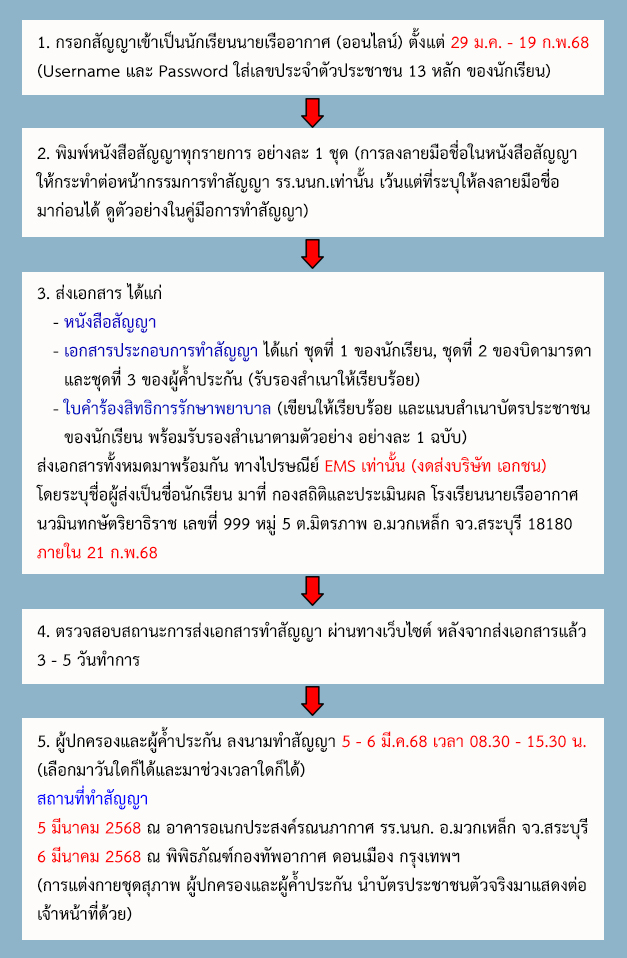 1. กรอกสัญญาเข้าเป็นนักเรียนนายเรืออากาศ (ออนไลน์) ตั้งแต่ 29 ม.ค. - 19 ก.พ.68
(Username และ Password ใส่เลขประจำตัวประชาชน 13 หลัก ของนักเรียน)
2. พิมพ์หนังสือสัญญาทุกรายการ อย่างละ 1 ชุด (การลงลายมือชื่อในหนังสือสัญญา
ให้กระทำต่อหน้ากรรมการทำสัญญา รร.นนก.เท่านั้น เว้นแต่ที่ระบุให้ลงลายมือชื่อ
มาก่อนได้ ดูตัวอย่างในคู่มือการทำสัญญา)
3. ส่งเอกสาร ได้แก่
- หนังสือสัญญา
- เอกสารประกอบการทำสัญญา ได้แก่ ชุดที่ 1 ของนักเรียน, ชุดที่ 2 ของบิดามารดา
และชุดที่ 3 ของผู้ค้ำประกัน (รับรองสำเนาให้เรียบร้อย)
- ใบคำร้องสิทธิการรักษาพยาบาล (เขียนให้เรียบร้อย และแนบสำเนาบัตรประชาชน
ของนักเรียน พร้อมรับรองสำเนาตามตัวอย่าง อย่างละ 1 ฉบับ)
ส่งเอกสารทั้งหมดมาพร้อมกัน ทางไปรษณีย์ EMS เท่านั้น (งดส่งบริษัท เอกชน)
โดยระบุชื่อผู้ส่งเป็นชื่อนักเรียน มาที่ กองสถิติและประเมินผล โรงเรียนนายเรืออากาศ
นวมินทกษัตริยาธิราช เลขที่ 999 หมู่ 5 ต.มิตรภาพ อ.มวกเหล็ก จว.สระบุรี 18180
ภายใน 21 ก.พ.68
4. ตรวจสอบสถานะการส่งเอกสารทำสัญญา ผ่านทางเว็บไซต์ หลังจากส่งเอกสารแล้ว
3 - 5 วันทำการ
5. ผู้ปกครองและผู้ค้ำประกัน ลงนามทำสัญญา 5 - 6 มี.ค.68 เวลา 08.30 - 15.30 น.
(เลือกมาวันใดก็ได้และมาช่วงเวลาใดก็ได้)
สถานที่ทำสัญญา
5 มีนาคม 2568 ณ อาคารอเนกประสงค์รณนภากาศ รร.นนก. อ.มวกเหล็ก จว.สระบุรี
6 มีนาคม 2568 ณ พิพิธภัณฑ์กองทัพอากาศ ดอนเมือง กรุงเทพฯ
(การแต่งกายชุดสุภาพ ผู้ปกครองและผู้ค้ำประกัน นำบัตรประชาชนตัวจริงมาแสดงต่อ
เจ้าหน้าที่ด้วย)